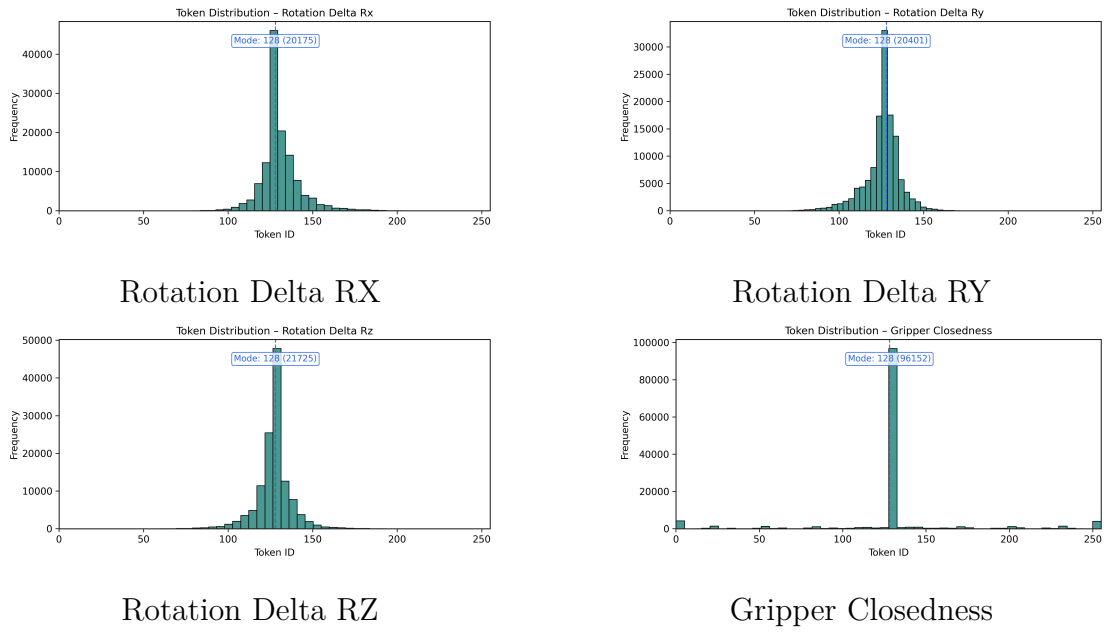 Token Distribution – Rotation Delta Rx
Mode: 128 (20175)
Frequency
40000
30000
20000
10000
0
0 50 100 150 200 250
Token ID
Rotation Delta RX
Token Distribution – Rotation Delta Ry
Mode: 128 (20401)
Frequency
30000
25000
20000
15000
10000
5000
0
0 50 100 150 200 250
Token ID
Rotation Delta RY
Token Distribution – Rotation Delta Rz
Mode: 128 (21725)
Frequency
50000
40000
30000
20000
10000
0
0 50 100 150 200 250
Token ID
Rotation Delta RZ
Token Distribution – Gripper Closedness
Mode: 128 (96152)
Frequency
100000
80000
60000
40000
20000
0
0 50 100 150 200 250
Token ID
Gripper Closedness